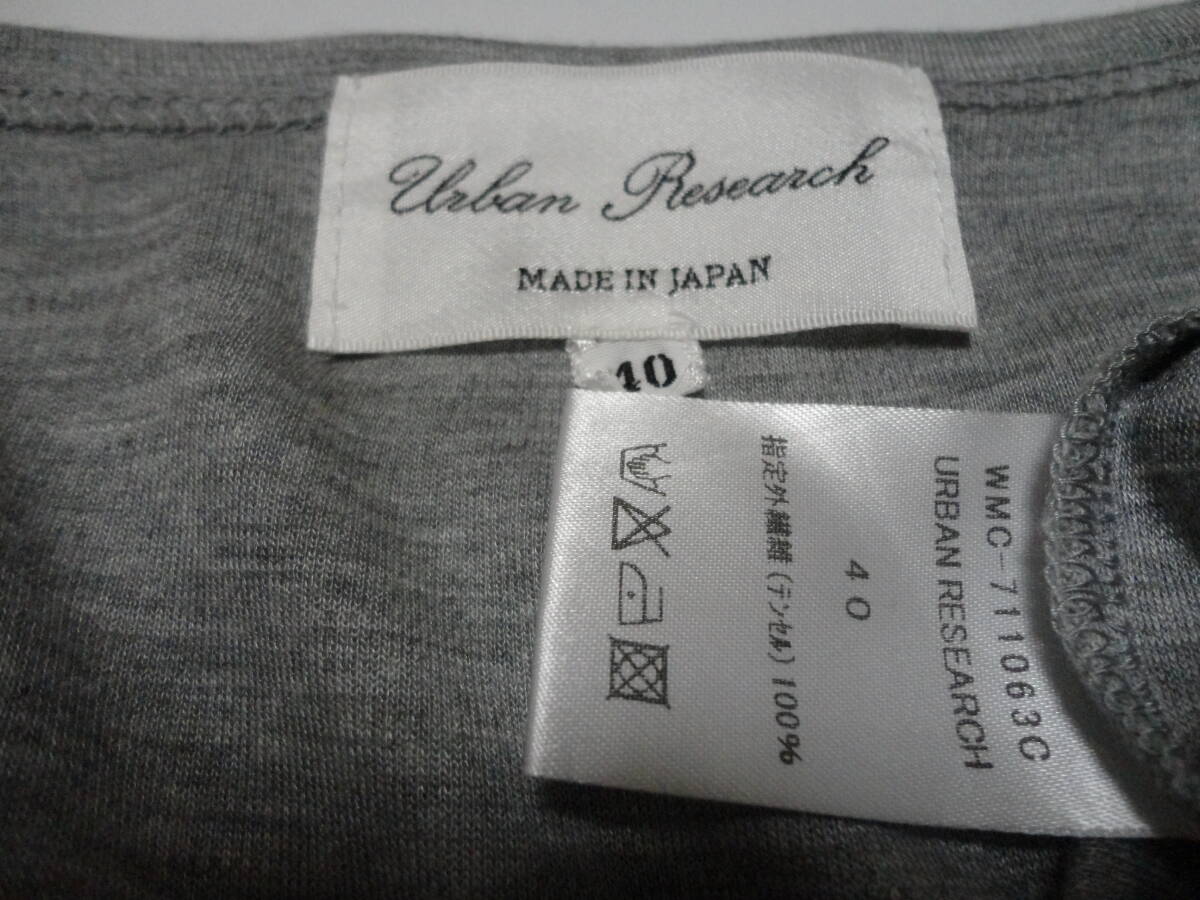 Urban Research
MADE IN JAPAN
40
WMC-711063C
URBAN RESEARCH
40
指定外繊維(テンセル)100%